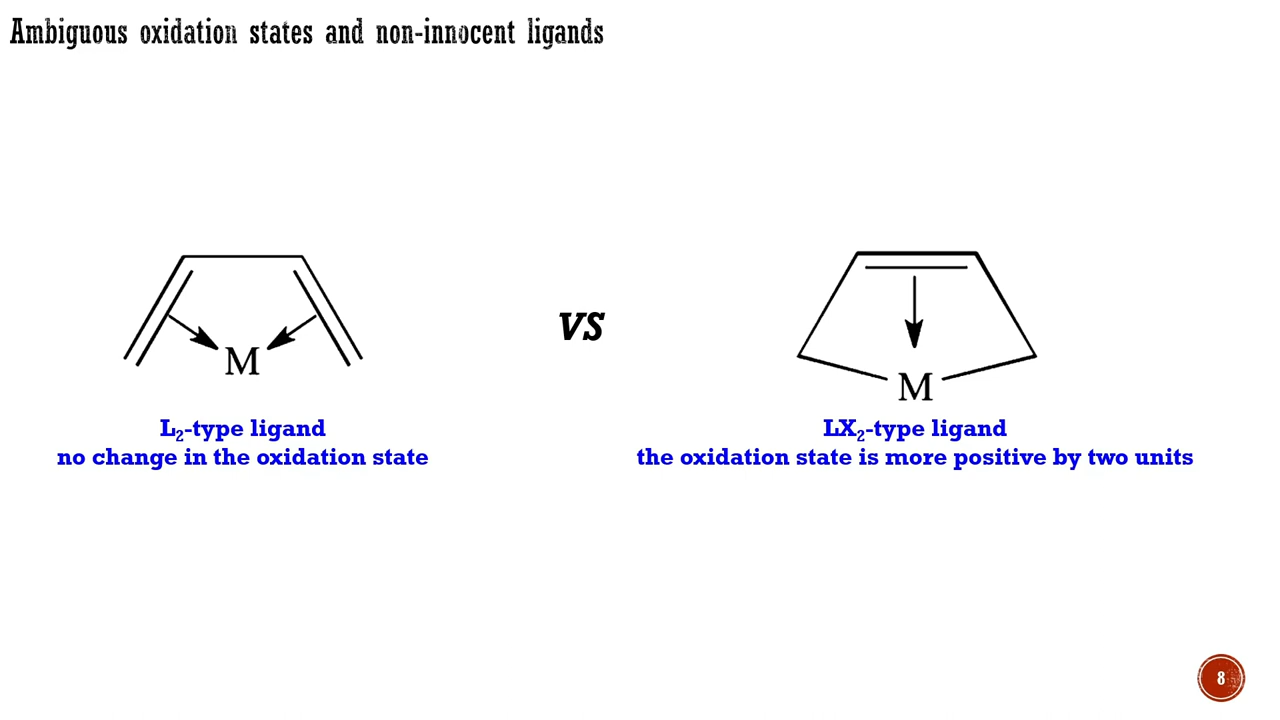 Ambiguous oxidation states and non-innocent ligands
M
vs
M
L₂-type ligand
no change in the oxidation state
LX₂-type ligand
the oxidation state is more positive by two units
8